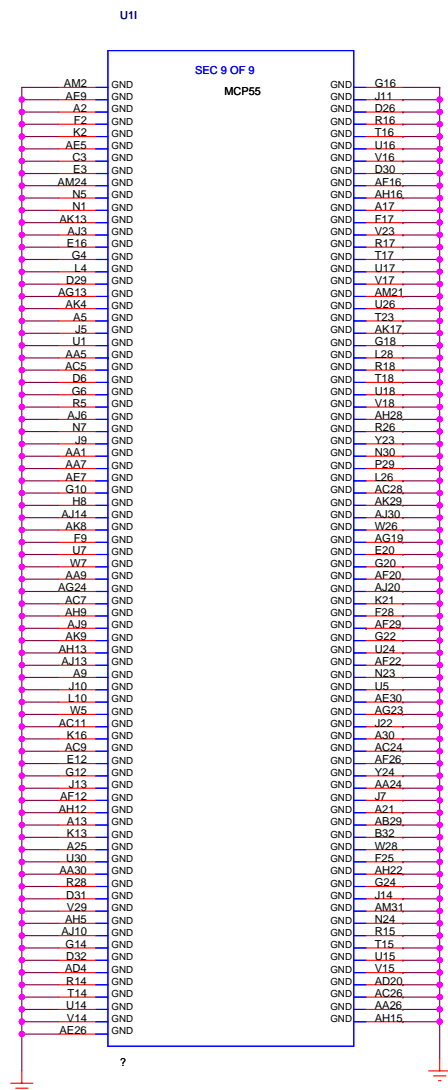 U1I
SEC 9 OF 9
MCP55
AM2 GND GND G16
AE9 GND GND J11
A2 GND GND D26
F2 GND GND R16
K2 GND GND T16
AE5 GND GND U16
C3 GND GND V16
E3 GND GND D30
AM24 GND GND AF16
N5 GND GND AH16
N1 GND GND A17
AK13 GND GND F17
AJ3 GND GND V23
E16 GND GND R17
G4 GND GND T17
L4 GND GND U17
D29 GND GND V17
AG13 GND GND AM21
AK4 GND GND U26
A5 GND GND T23
J5 GND GND AK17
U1 GND GND G18
AA5 GND GND L28
AC5 GND GND R18
D6 GND GND T18
G6 GND GND U18
R5 GND GND V18
AJ6 GND GND AH28
N7 GND GND R26
J9 GND GND Y23
AA1 GND GND N30
AA7 GND GND P29
AE7 GND GND L26
G10 GND GND AC28
H8 GND GND AK29
AJ14 GND GND AJ30
AK8 GND GND W26
F9 GND GND AG19
U7 GND GND E20
W7 GND GND G20
AA9 GND GND AF20
AG24 GND GND AJ20
AC7 GND GND K21
AH9 GND GND F28
AJ9 GND GND AF29
AK9 GND GND G22
AH13 GND GND U24
AJ13 GND GND AF22
A9 GND GND N23
J10 GND GND U5
L10 GND GND AE30
W5 GND GND AG23
AC11 GND GND J22
K16 GND GND A30
AC9 GND GND AC24
E12 GND GND AF26
G12 GND GND Y24
J13 GND GND AA24
AF12 GND GND J7
AH12 GND GND A21
A13 GND GND AB29
K13 GND GND B32
A25 GND GND W28
U30 GND GND F25
AA30 GND GND AH22
R28 GND GND G24
D31 GND GND J14
V29 GND GND AM31
AH5 GND GND N24
AJ10 GND GND R15
G14 GND GND T15
D32 GND GND U15
AD4 GND GND V15
R14 GND GND AD20
T14 GND GND AC26
U14 GND GND AA26
V14 GND GND AH15
AE26 GND
?